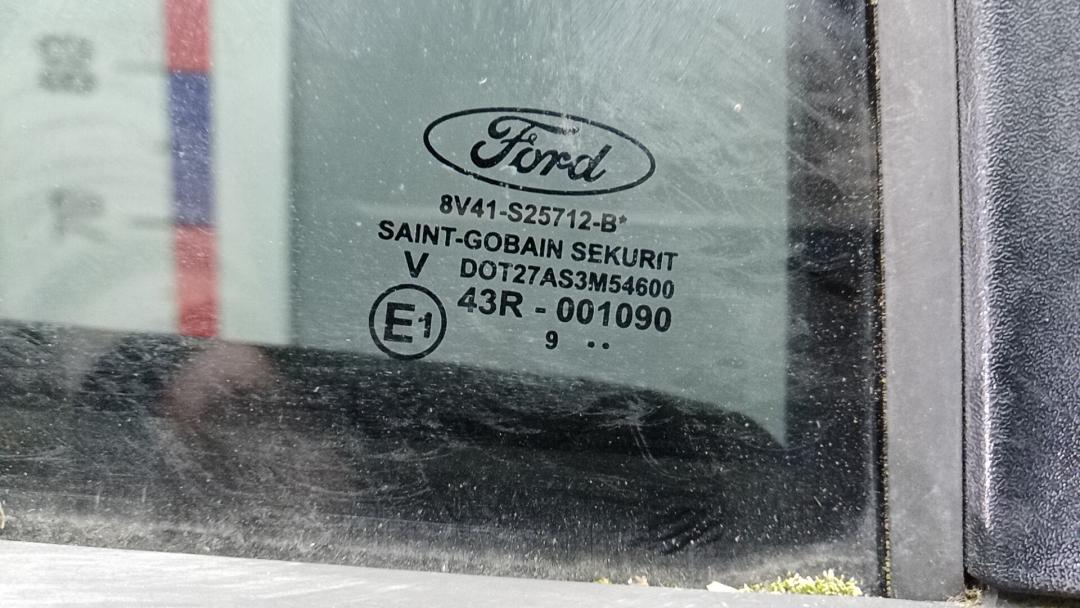 Ford
8V41-S25712-B*
SAINT-GOBAIN SEKURIT
V DOT27AS3M54600
E1 43R - 001090
9 ..